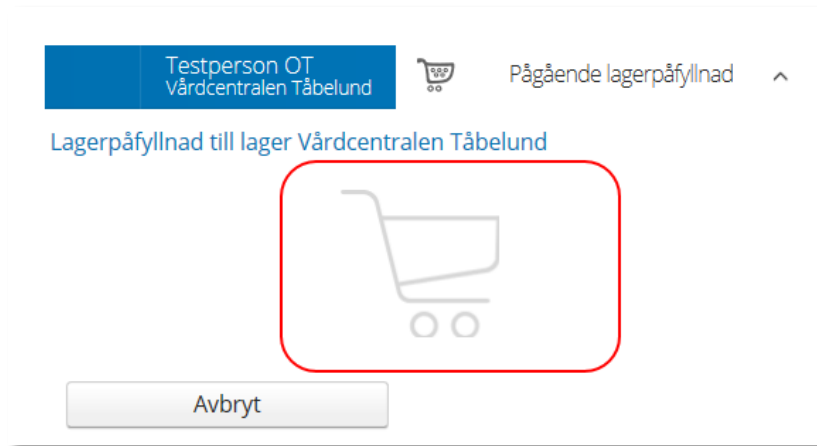 Testperson OT
Vårdcentralen Tåbelund
Pågående lagerpåfyllnad
Lagerpåfyllnad till lager Vårdcentralen Tåbelund
Avbryt